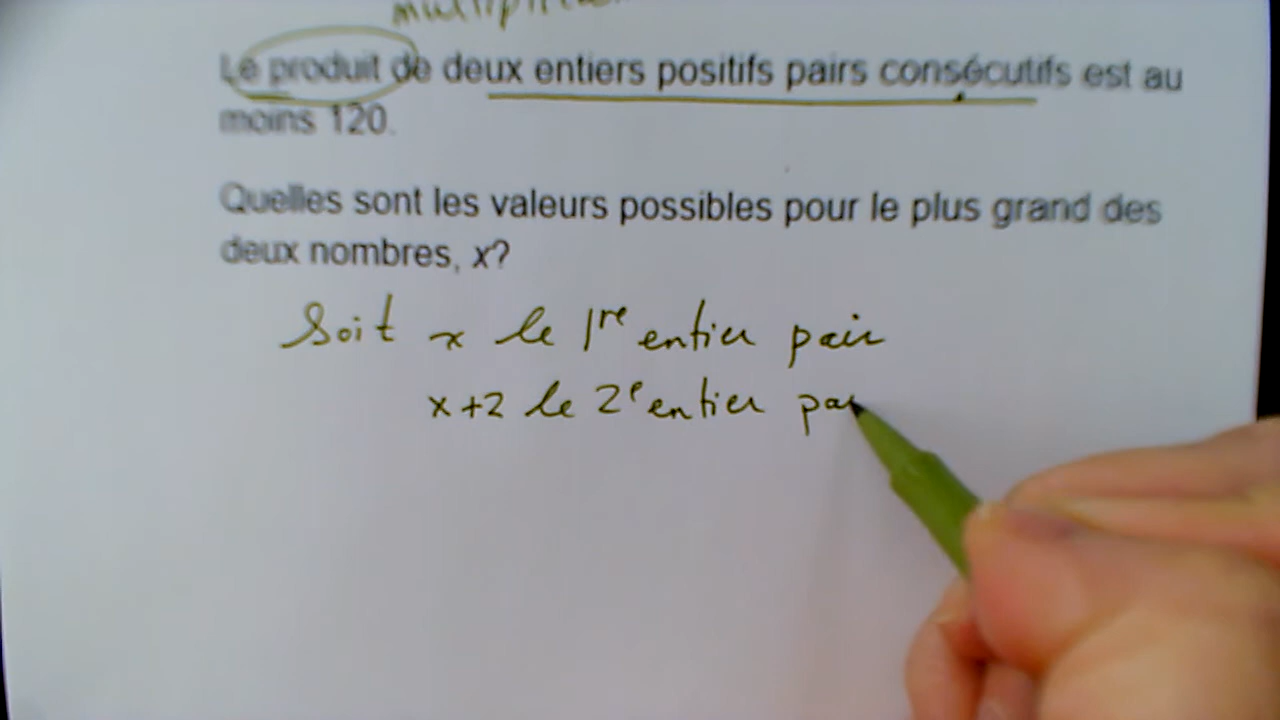 Le produit de deux entiers positifs pairs consécutifs est au
moins 120.
Quelles sont les valeurs possibles pour le plus grand des
deux nombres, x?
Soit x le 1re entier pair
x+2 le 2e entier pa